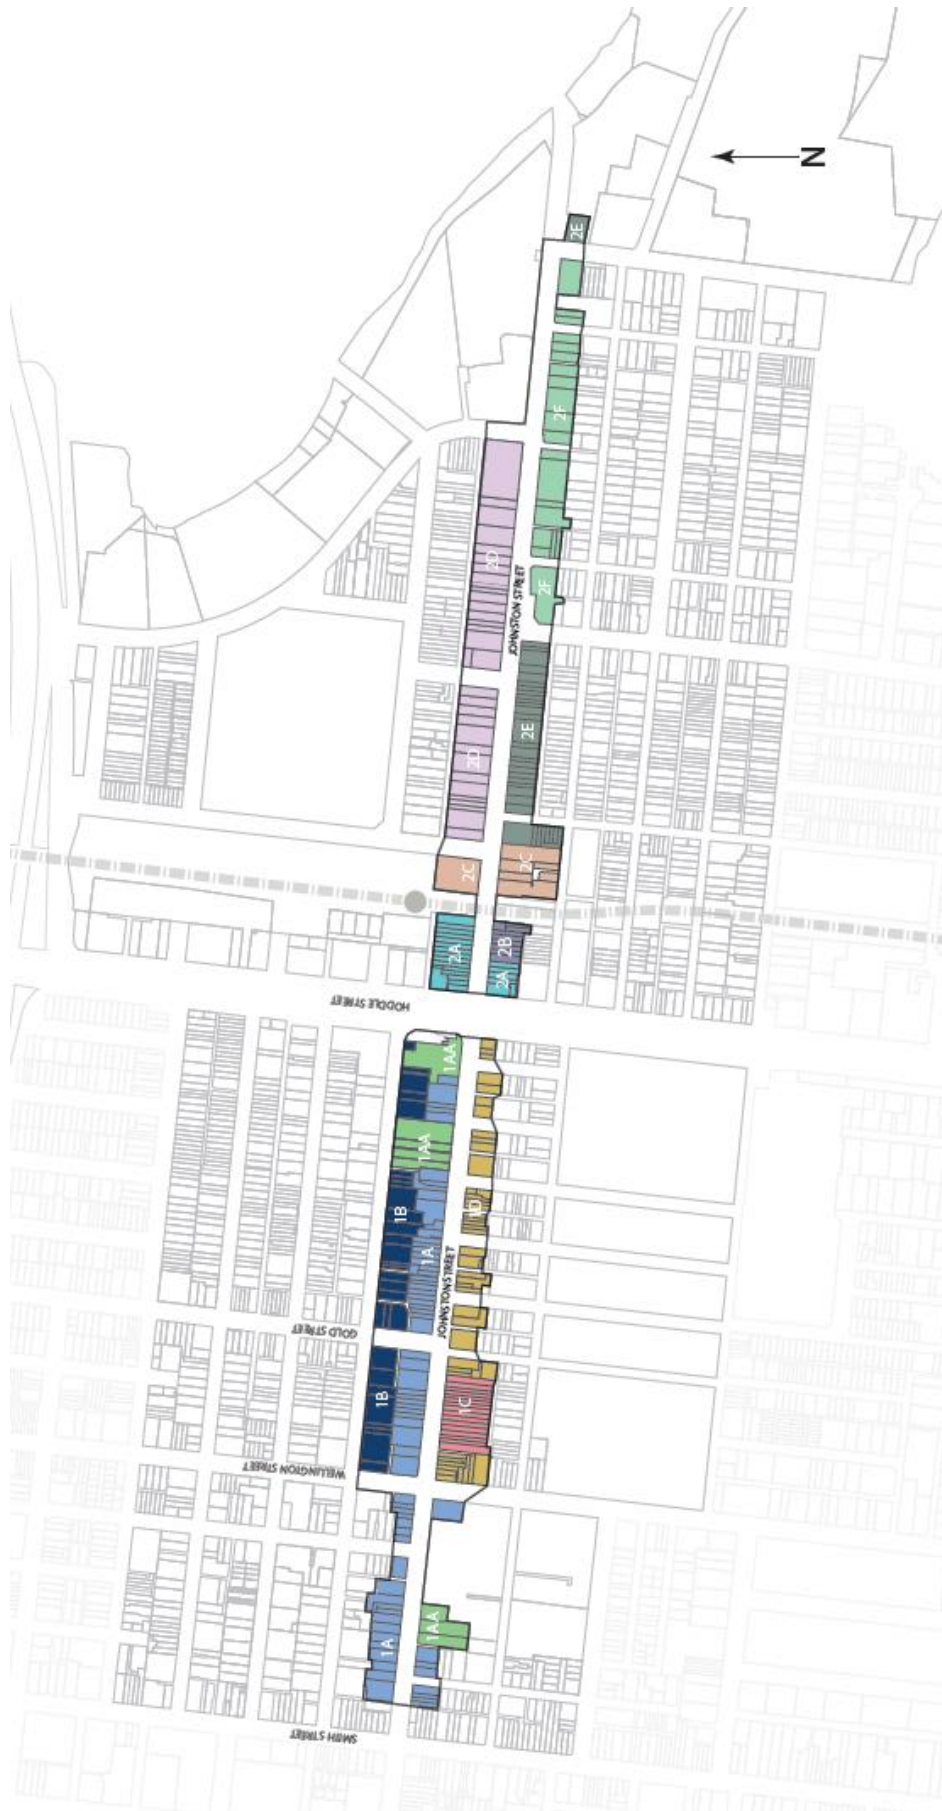 N
2E
2F
2D
JOHNSTON STREET
2F
2D
2E
2C
2C
2A
2B
2A
HODDLE STREET
1AA
1AA
1B
1A
1D
JOHNSTON STREET
GOLD STREET
1B
1C
WELLINGTON STREET
1AA
1A
SMITH STREET